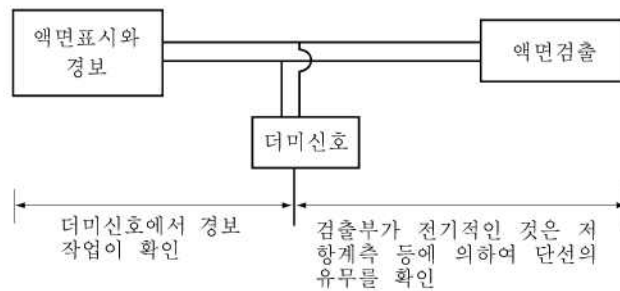 액면표시와
경보
액면검출
더미신호
더미신호에서 경보
작업이 확인
검출부가 전기적인 것은 저
항계측 등에 의하여 단선의
유무를 확인